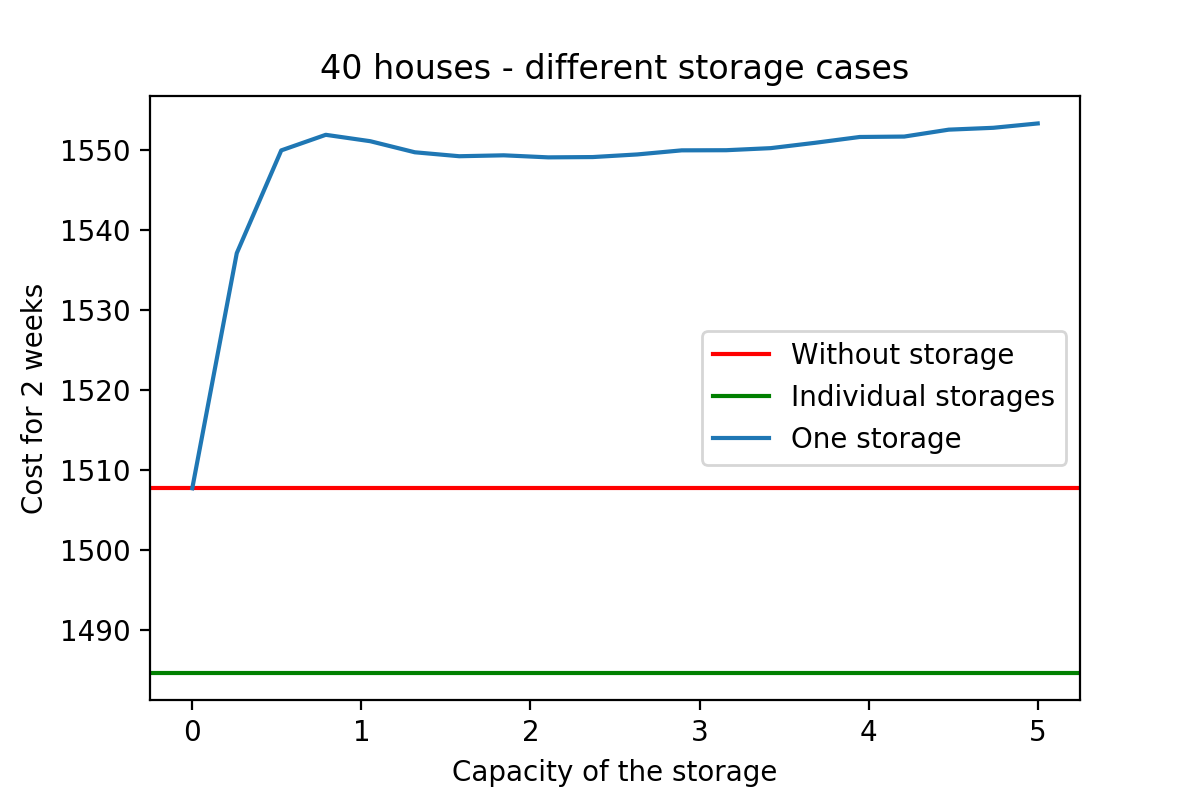 40 houses - different storage cases
Cost for 2 weeks
1550
1540
1530
1520
1510
1500
1490
Without storage
Individual storages
One storage
0 1 2 3 4 5
Capacity of the storage